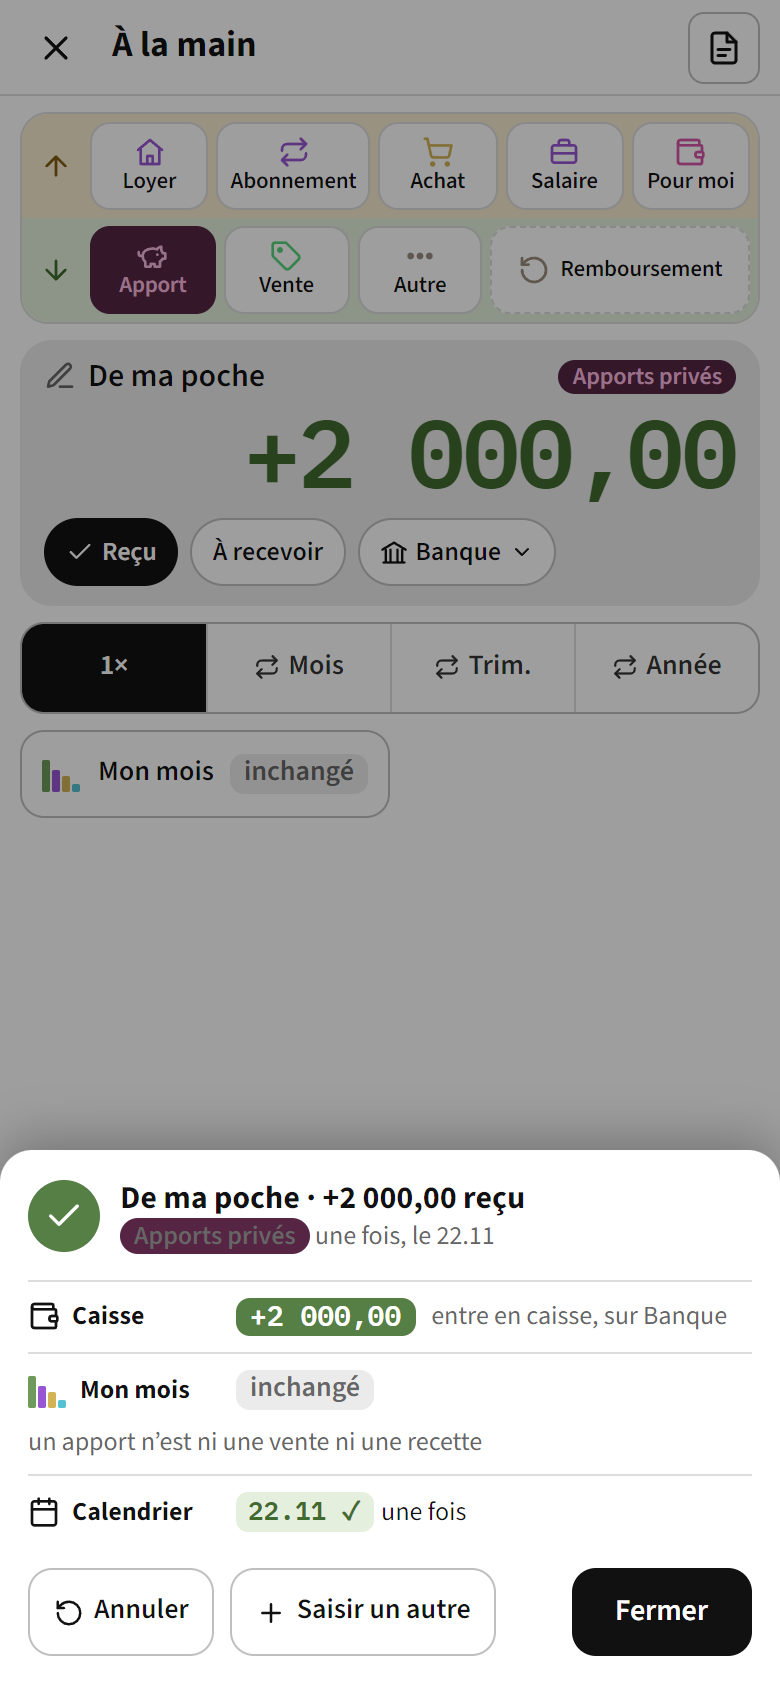 À la main
Loyer Abonnement Achat Salaire Pour moi
Apport Vente Autre Remboursement
De ma poche Apports privés
+2 000,00
Reçu À recevoir Banque
1× Mois Trim. Année
Mon mois inchangé
De ma poche · +2 000,00 reçu
Apports privés une fois, le 22.11
Caisse +2 000,00 entre en caisse, sur Banque
Mon mois inchangé
un apport n’est ni une vente ni une recette
Calendrier 22.11 ✓ une fois
Annuler Saisir un autre Fermer